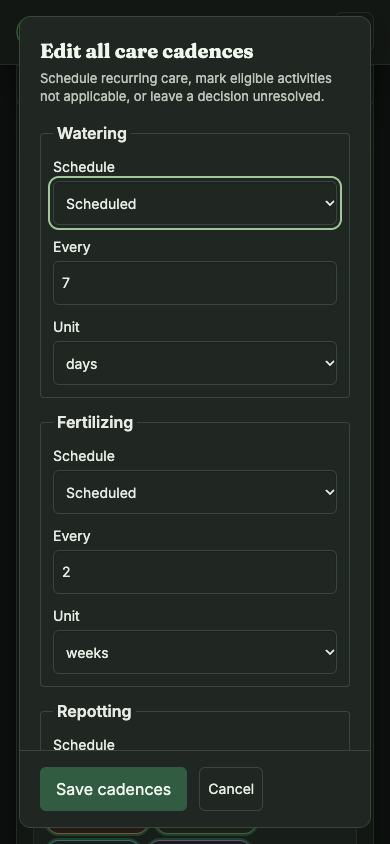 Edit all care cadences
Schedule recurring care, mark eligible activities
not applicable, or leave a decision unresolved.
Watering
Schedule
Scheduled
Every
7
Unit
days
Fertilizing
Schedule
Scheduled
Every
2
Unit
weeks
Repotting
Schedule
Save cadences
Cancel